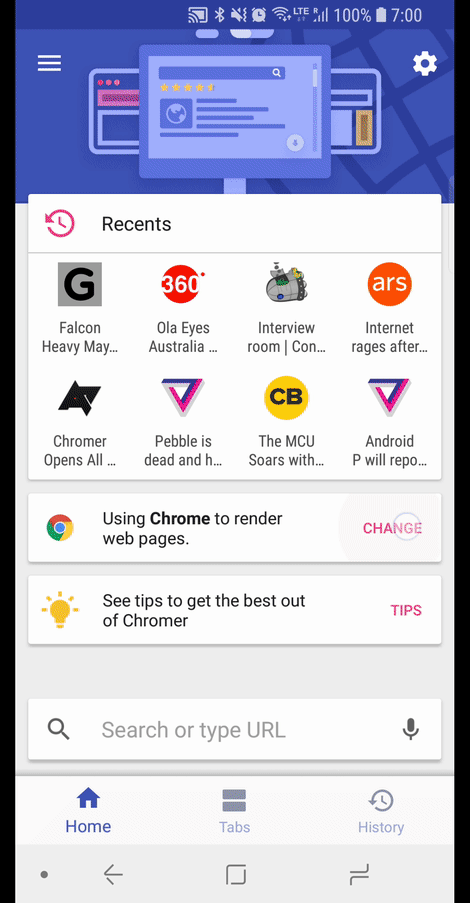 LTE R 100% 7:00
Recents
G 360° CB ars
Falcon Heavy May…
Ola Eyes Australia …
Interview room | Con…
Internet rages after…
CB
Chromer Opens All …
Pebble is dead and h…
The MCU Soars with…
Android P will repo…
Using Chrome to render
web pages.
CHANGE
See tips to get the best out
of Chromer
TIPS
Search or type URL
Home
Tabs
History